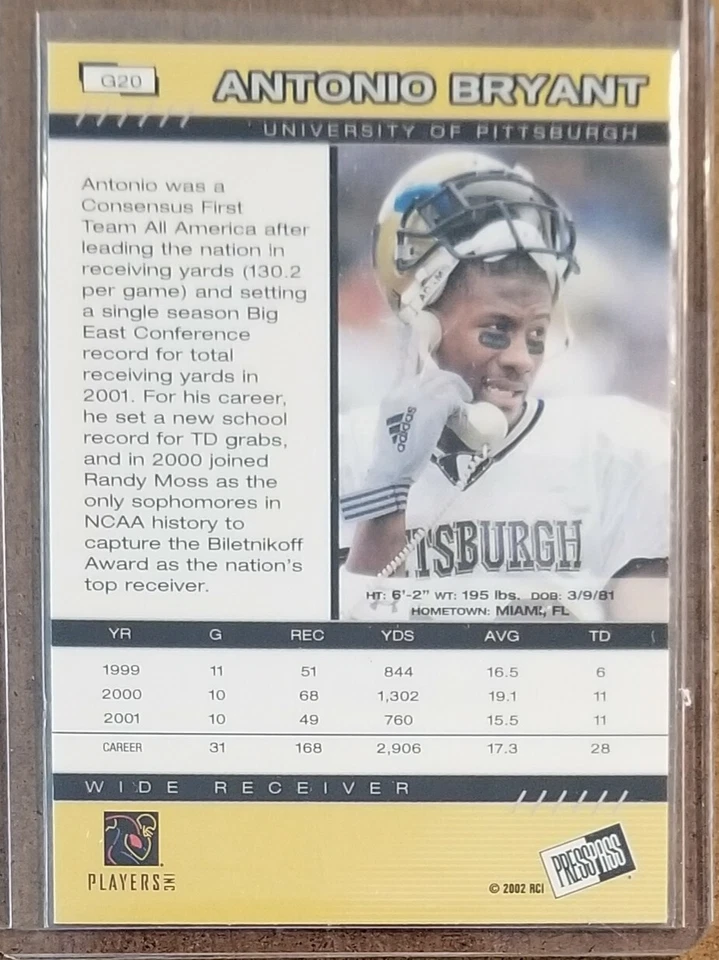 G20
ANTONIO BRYANT
UNIVERSITY OF PITTSBURGH
Antonio was a
Consensus First
Team All America after
leading the nation in
receiving yards (130.2
per game) and setting
a single season Big
East Conference
record for total
receiving yards in
2001. For his career,
he set a new school
record for TD grabs,
and in 2000 joined
Randy Moss as the
only sophomores in
NCAA history to
capture the Biletnikoff
Award as the nation's
top receiver.
adidas
TSBURGH
HT: 6'-2" WT: 195 lbs. DOB: 3/9/81
HOMETOWN: MIAMI, FL
YR G REC YDS AVG TD
1999 11 51 844 16.5 6
2000 10 68 1,302 19.1 11
2001 10 49 760 15.5 11
CAREER 31 168 2,906 17.3 28
WIDE RECEIVER
PLAYERS INC
© 2002 RCI
PRESS PASS